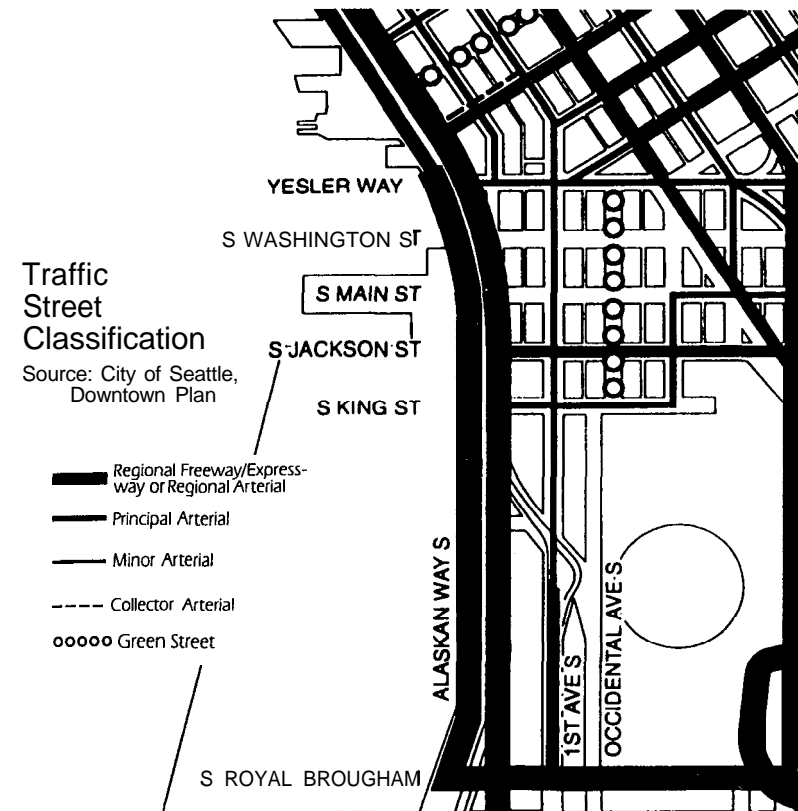 YESLER WAY
S WASHINGTON ST
Traffic
Street
Classification
Source: City of Seattle,
Downtown Plan
S MAIN ST
S JACKSON ST
S KING ST
Regional Freeway/Express-
way or Regional Arterial
Principal Arterial
Minor Arterial
Collector Arterial
Green Street
ALASKAN WAY S
1ST AVE S
OCCIDENTAL AVE S
S ROYAL BROUGHAM